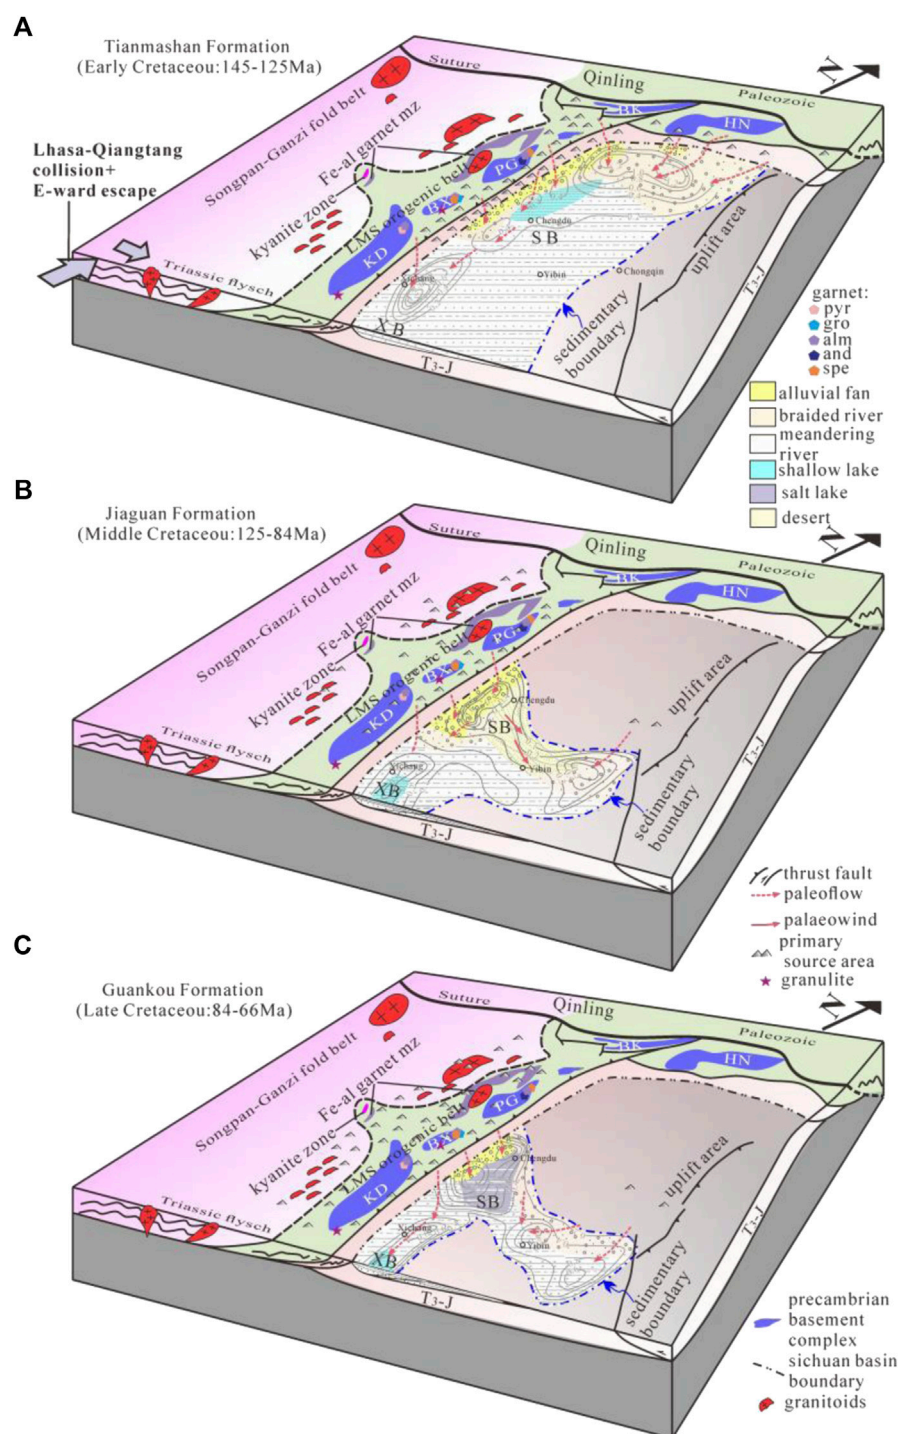 A
Tianmashan Formation
(Early Cretaceou:145-125Ma)
Lhasa-Qiangtang
collision+
E-ward escape
Suture
Qinling
Paleozoic
N
Songpan-Ganzi fold belt
Fe-al garnet mz
kyanite zone
LMS orogenic belt
BK
HN
PG
BX
KD
Triassic flysch
Chengdu
SB
Yibin
Chongqin
Xichang
XB
uplift area
sedimentary
boundary
T3-J
T3-J
garnet:
pyr
gro
alm
and
spe
alluvial fan
braided river
meandering
river
shallow lake
salt lake
desert
B
Jiaguan Formation
(Middle Cretaceou:125-84Ma)
Suture
Qinling
Paleozoic
N
Songpan-Ganzi fold belt
Fe-al garnet mz
kyanite zone
LMS orogenic belt
BK
HN
PG
BX
KD
Triassic flysch
Chengdu
SB
Yibin
Xichang
XB
uplift area
sedimentary
boundary
T3-J
T3-J
thrust fault
paleoflow
palaeowind
primary
source area
granulite
C
Guankou Formation
(Late Cretaceou:84-66Ma)
Suture
Qinling
Paleozoic
N
Songpan-Ganzi fold belt
Fe-al garnet mz
kyanite zone
LMS orogenic belt
BK
HN
PG
BX
KD
Triassic flysch
Chengdu
SB
Yibin
Xichang
XB
uplift area
sedimentary
boundary
T3-J
T3-J
precambrian
basement
complex
sichuan basin
boundary
granitoids